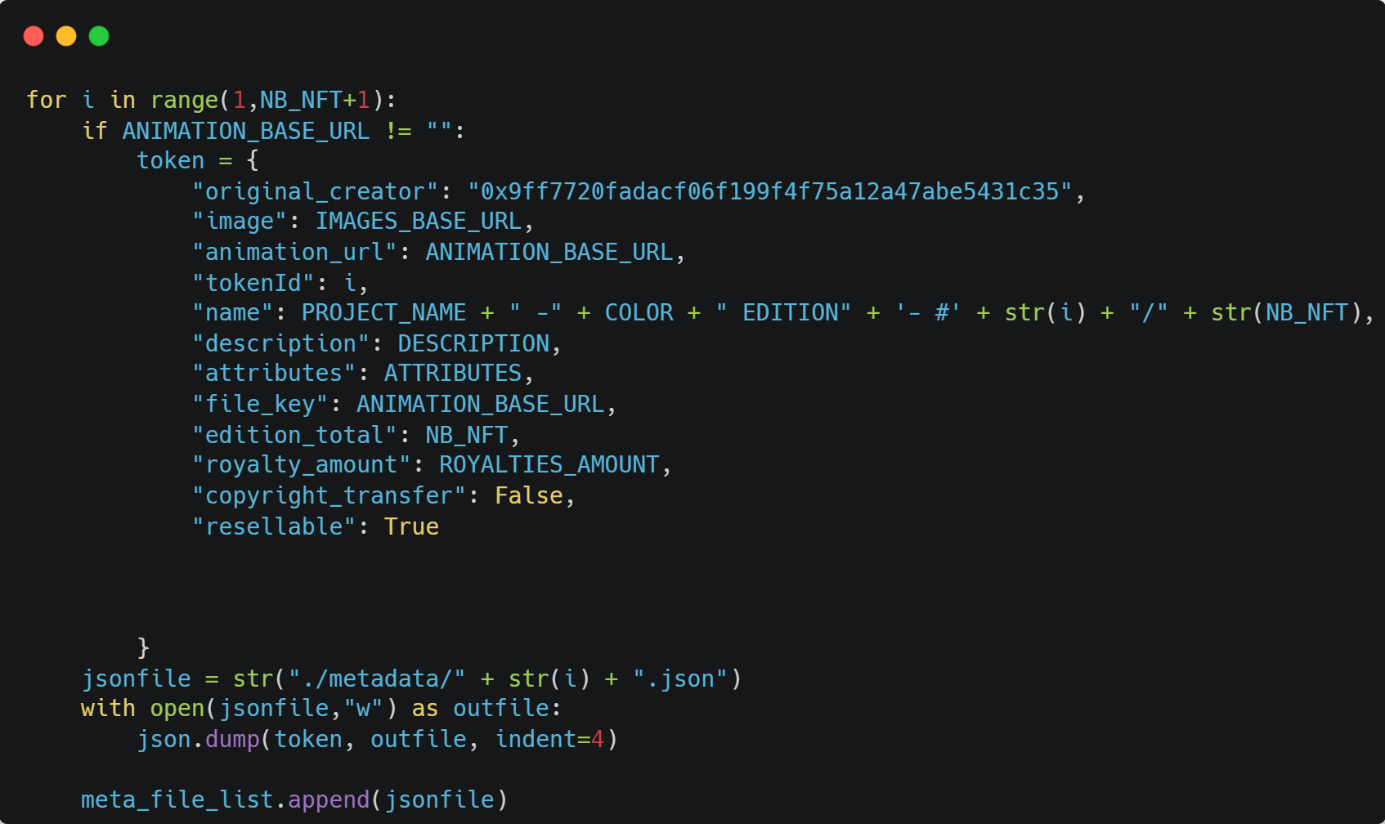 for i in range(1,NB_NFT+1):
    if ANIMATION_BASE_URL != "":
        token = {
            "original_creator": "0x9ff7720fadacf06f199f4f75a12a47abe5431c35",
            "image": IMAGES_BASE_URL,
            "animation_url": ANIMATION_BASE_URL,
            "tokenId": i,
            "name": PROJECT_NAME + " -" + COLOR + " EDITION" + '- #' + str(i) + "/" + str(NB_NFT),
            "description": DESCRIPTION,
            "attributes": ATTRIBUTES,
            "file_key": ANIMATION_BASE_URL,
            "edition_total": NB_NFT,
            "royalty_amount": ROYALTIES_AMOUNT,
            "copyright_transfer": False,
            "resellable": True
        }
    jsonfile = str("./metadata/" + str(i) + ".json")
    with open(jsonfile,"w") as outfile:
        json.dump(token, outfile, indent=4)
    meta_file_list.append(jsonfile)